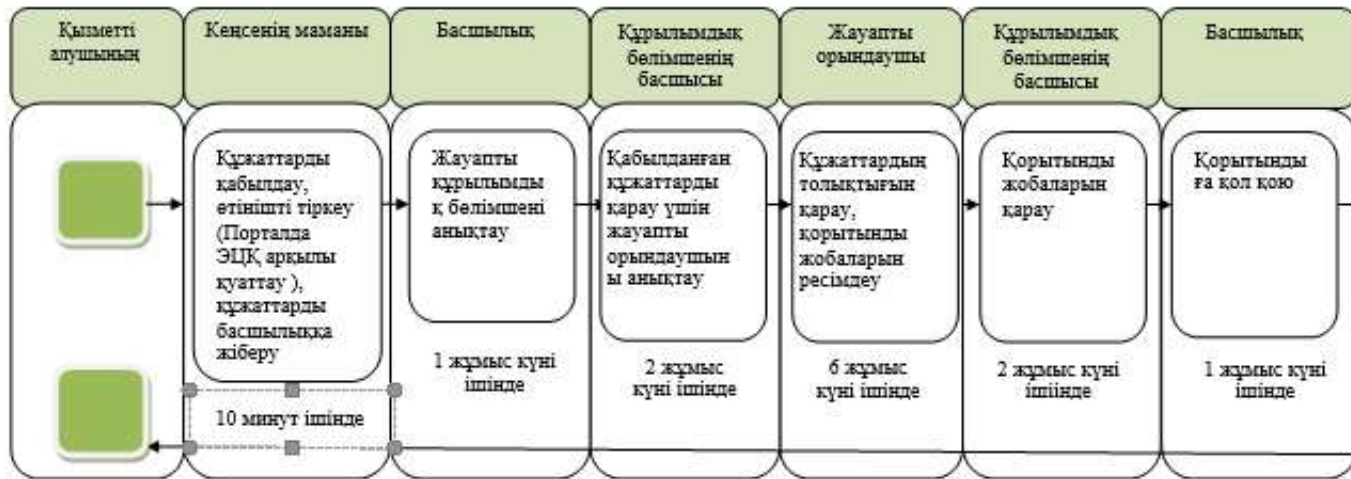 Қызметті
алушының
Кеңсенің маманы
Басшылық
Құрылымдық
бөлімшенің
басшысы
Жауапты
орындаушы
Құрылымдық
бөлімшенің
басшысы
Басшылық
Құжаттарды
қабылдау,
өтінішті тіркеу
(Порталда
ЭЦҚ арқылы
қуаттау ),
құжаттарды
басшылыққа
жіберу
10 минут ішінде
Жауапты
құрылымды
қ бөлімшені
анықтау
1 жұмыс күні
ішінде
Қабылданған
құжаттарды
қарау үшін
жауапты
орындаушын
ы анықтау
2 жұмыс
күні ішінде
Құжаттардың
толықтығын
қарау,
қорытынды
жобаларын
ресімдеу
6 жұмыс
күні ішінде
Қорытынды
жобаларын
қарау
2 жұмыс күні
ішіінде
Қорытынды
ға қол қою
1 жұмыс күні
ішінде